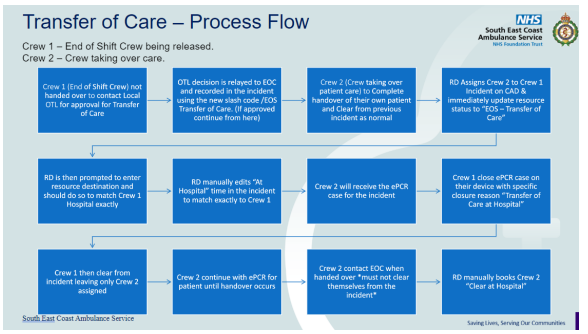 Transfer of Care – Process Flow
NHS
South East Coast
Ambulance Service
NHS Foundation Trust
Crew 1 – End of Shift Crew being released.
Crew 2 – Crew taking over care.
Crew 1 (End of Shift Crew) not
handed over to contact Local
OTL for approval for Transfer
of Care
OTL decision is relayed to EOC
and recorded in the incident
using the new slash code /EOS
Transfer of Care. (If approved
continue from here)
Crew 2 (Crew taking over
patient care) to Complete
handover of their own patient
and Clear from previous
incident as normal
RD Assigns Crew 2 to Crew 1
Incident on CAD &
immediately update resource
status to "EOS – Transfer of
Care"
RD is then prompted to enter
resource destination and
should do so to match Crew 1
Hospital exactly
RD manually edits "At
Hospital" time in the incident
to match exactly to Crew 1
Crew 2 will receive the ePCR
case for the incident
Crew 1 close ePCR case on
their device with specific
closure reason "Transfer of
Care at Hospital"
Crew 1 then clear from
incident leaving only Crew 2
assigned
Crew 2 continue with ePCR for
patient until handover occurs
Crew 2 contact EOC when
handed over *must not clear
themselves from the
incident*
RD manually books Crew 2
"Clear at Hospital"
South East Coast Ambulance Service
Saving Lives, Serving Our Communities